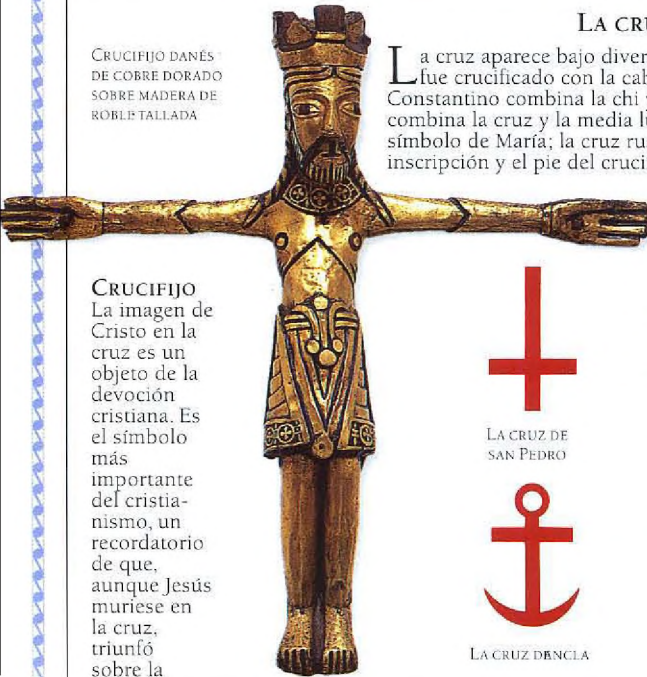 LA CRU
CRUCIFIJO DANÉS
DE COBRE DORADO
SOBRE MADERA DE
ROBLE TALLADA
La cruz aparece bajo diver
fue crucificado con la cab
Constantino combina la chi y
combina la cruz y la media lu
símbolo de María; la cruz ru
inscripción y el pie del cruci
CRUCIFIJO
La imagen de
Cristo en la
cruz es un
objeto de la
devoción
cristiana. Es
el símbolo
más
importante
del cristia-
nismo, un
recordatorio
de que,
aunque Jesús
muriese en
la cruz,
triunfó
sobre la
LA CRUZ DE
SAN PEDRO
LA CRUZ DENCLA